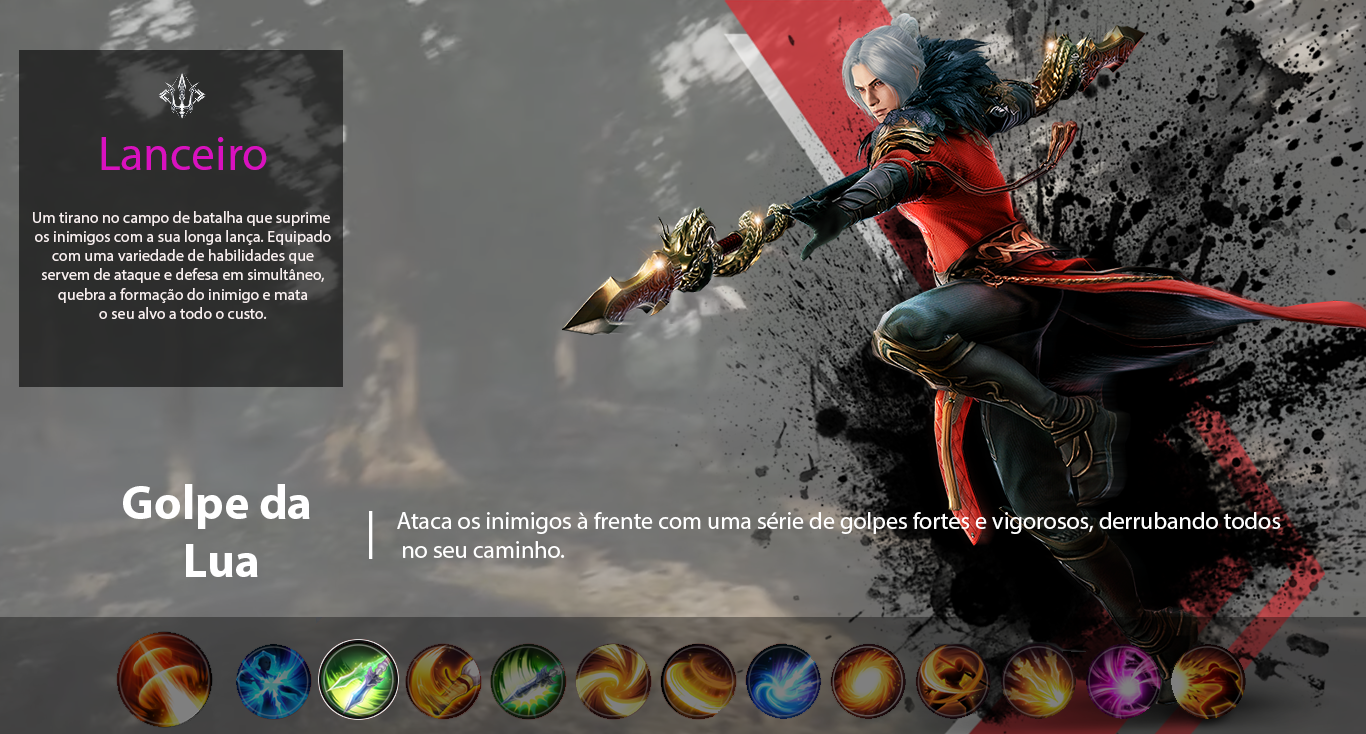 Lanceiro
Um tirano no campo de batalha que suprime
os inimigos com a sua longa lança. Equipado
com uma variedade de habilidades que
servem de ataque e defesa em simultâneo,
quebra a formação do inimigo e mata
o seu alvo a todo o custo.
Golpe da
Lua
Ataca os inimigos à frente com uma série de golpes fortes e vigorosos, derrubando todos
no seu caminho.